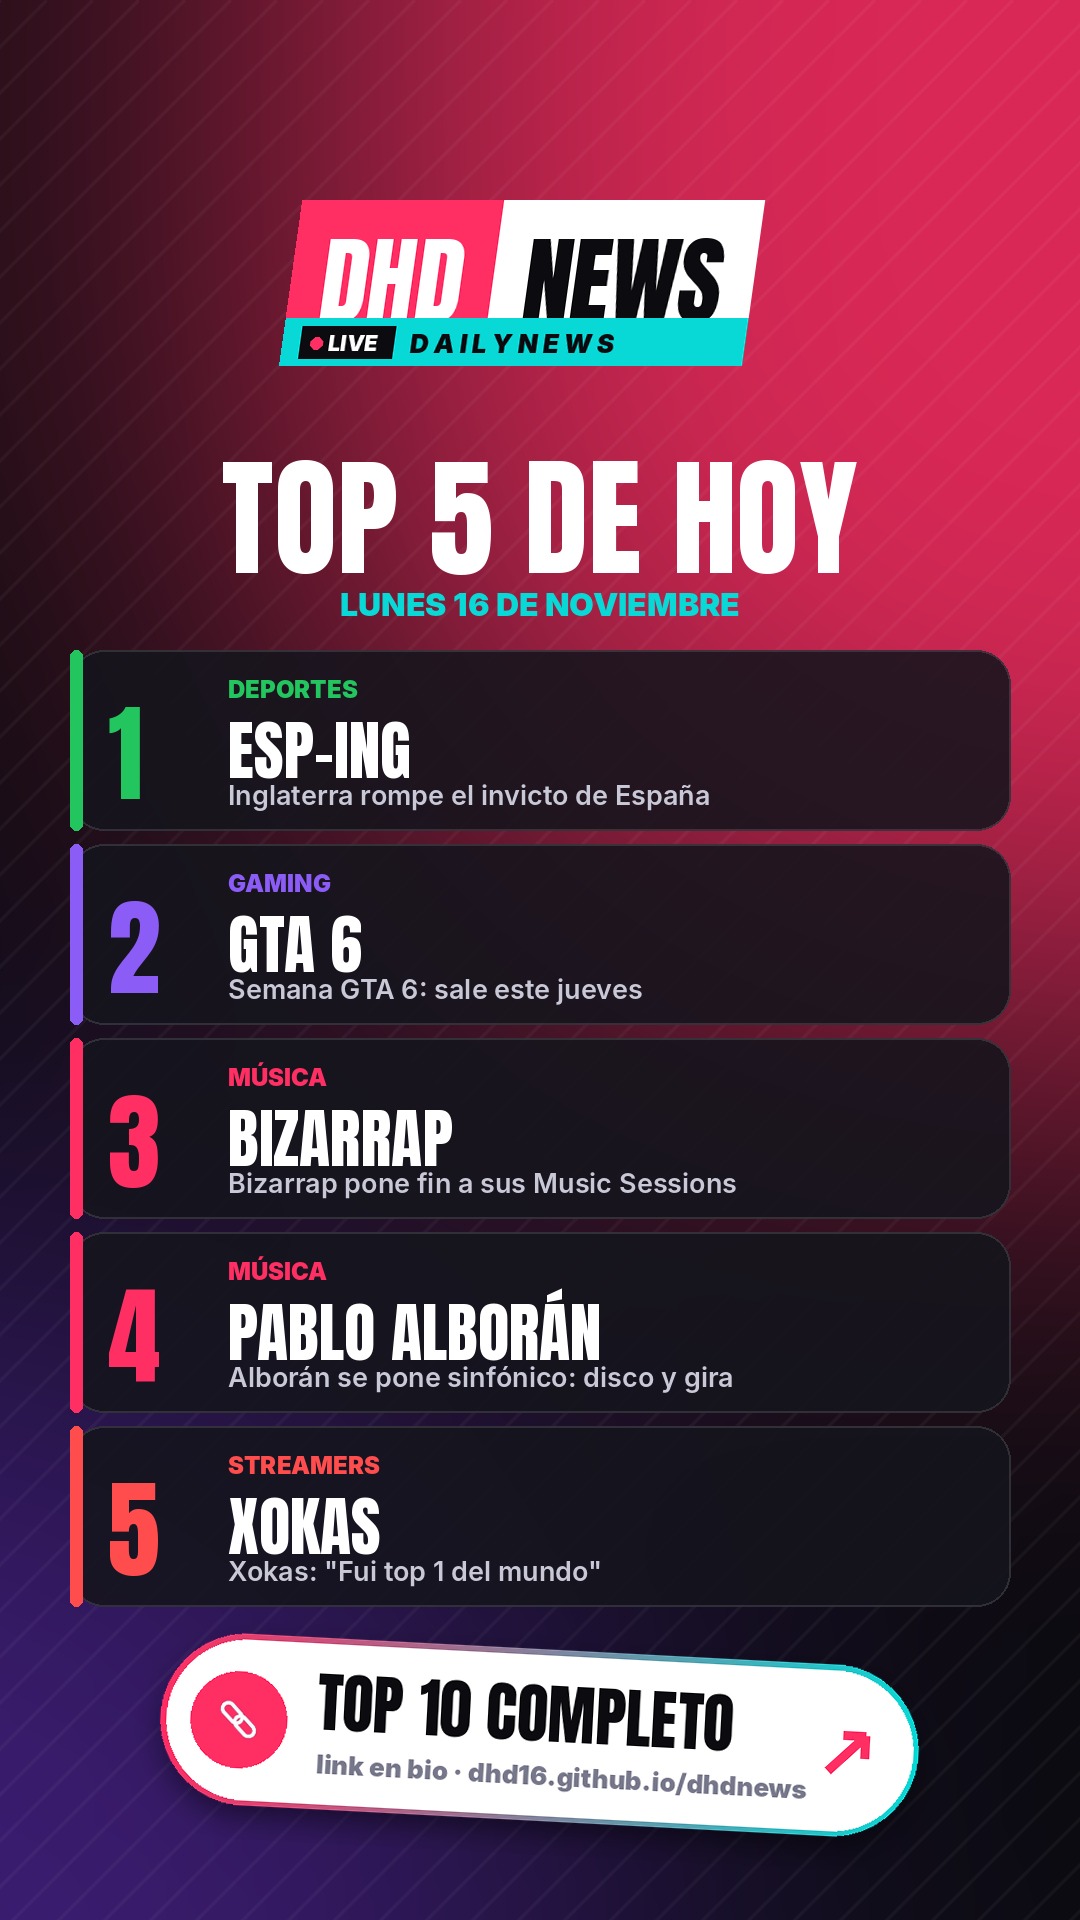 DHD NEWS
LIVE DAILYNEWS
TOP 5 DE HOY
LUNES 16 DE NOVIEMBRE
DEPORTES
1
ESP-ING
Inglaterra rompe el invicto de España
GAMING
2
GTA 6
Semana GTA 6: sale este jueves
MÚSICA
3
BIZARRAP
Bizarrap pone fin a sus Music Sessions
MÚSICA
4
PABLO ALBORÁN
Alborán se pone sinfónico: disco y gira
STREAMERS
5
XOKAS
Xokas: "Fui top 1 del mundo"
TOP 10 COMPLETO
link en bio · dhd16.github.io/dhdnews